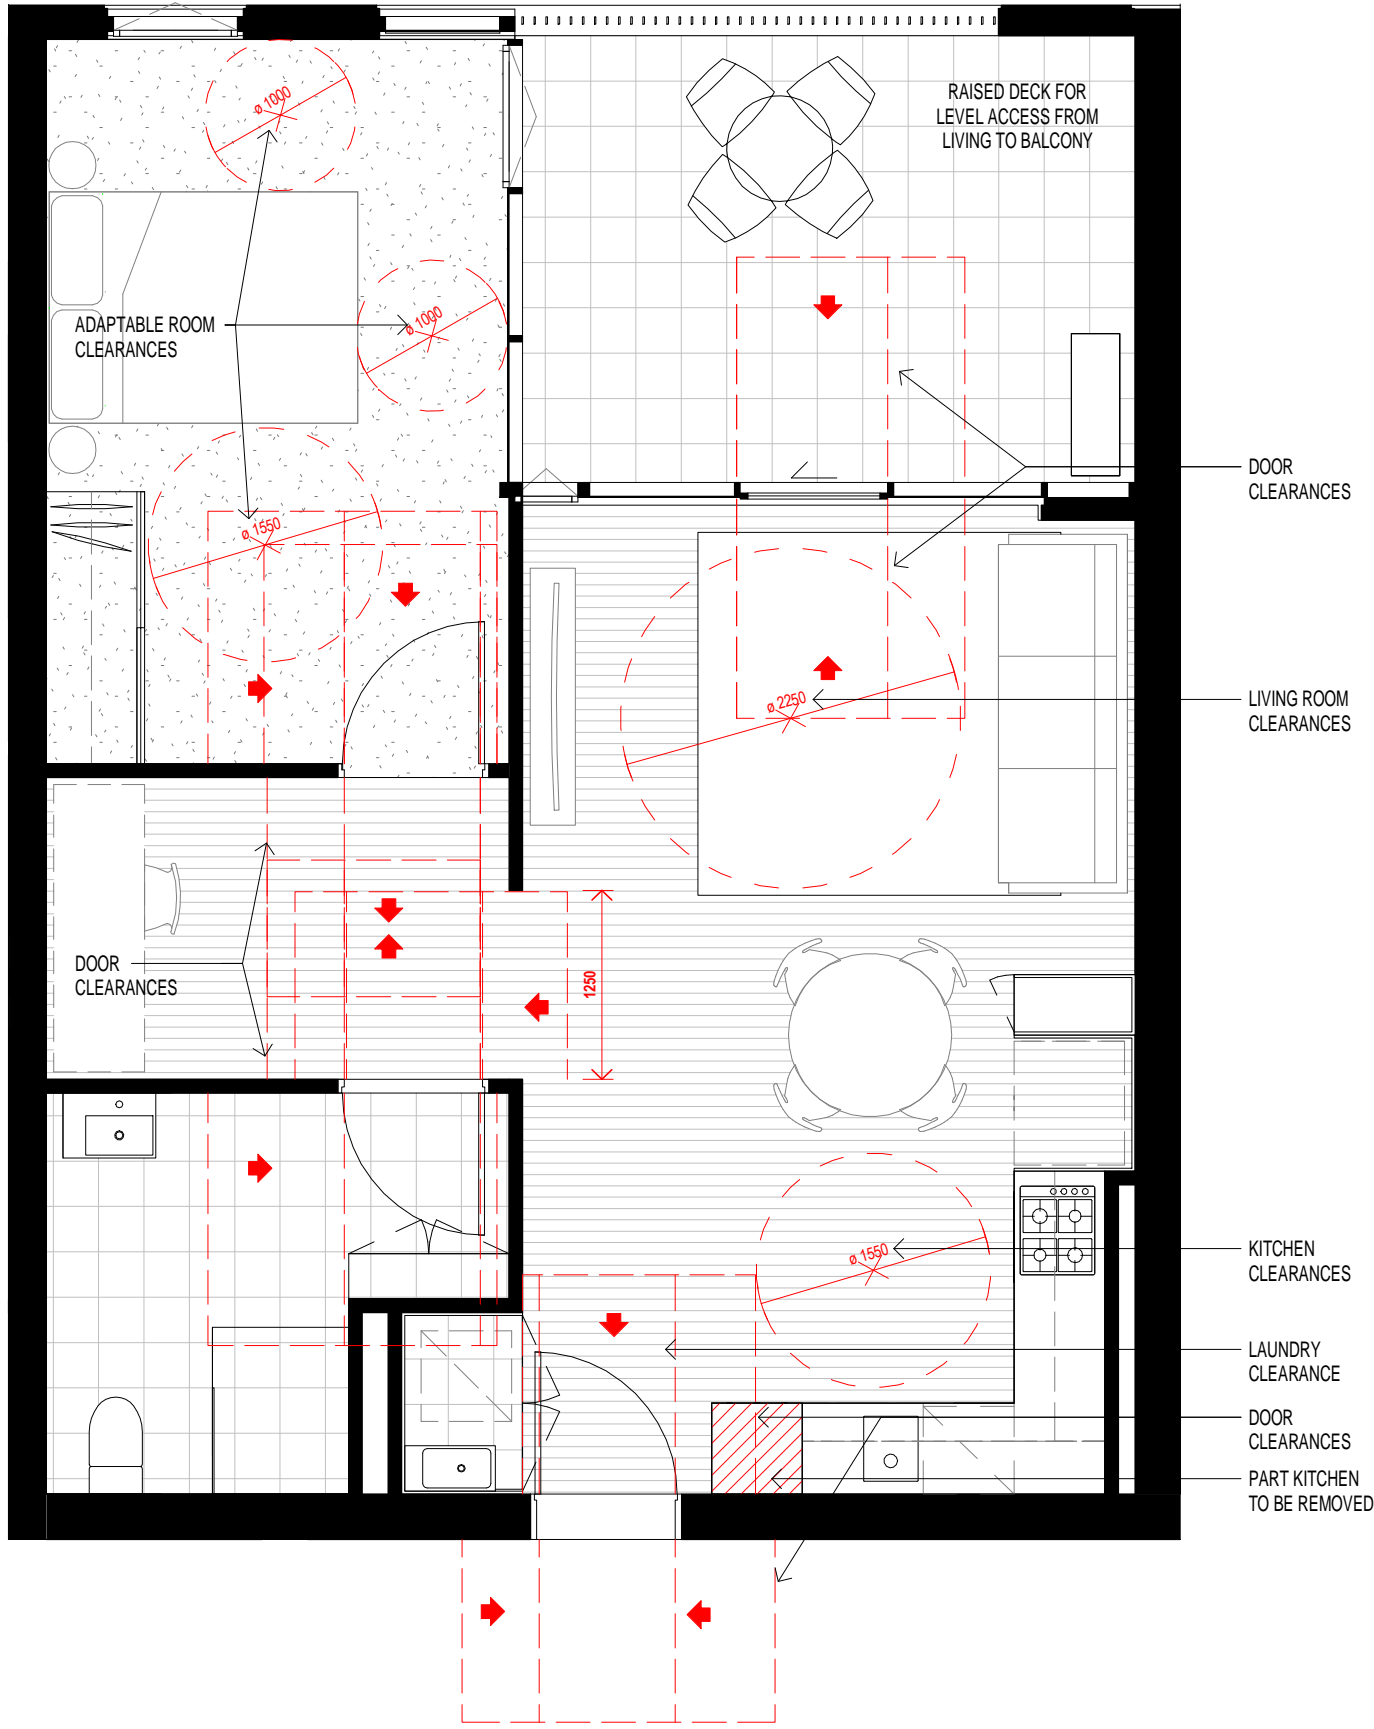 ø 1000
RAISED DECK FOR
LEVEL ACCESS FROM
LIVING TO BALCONY
ADAPTABLE ROOM
CLEARANCES
ø 1000
DOOR
CLEARANCES
ø 1550
LIVING ROOM
CLEARANCES
ø 2250
DOOR
CLEARANCES
1250
KITCHEN
CLEARANCES
ø 1550
LAUNDRY
CLEARANCE
DOOR
CLEARANCES
PART KITCHEN
TO BE REMOVED